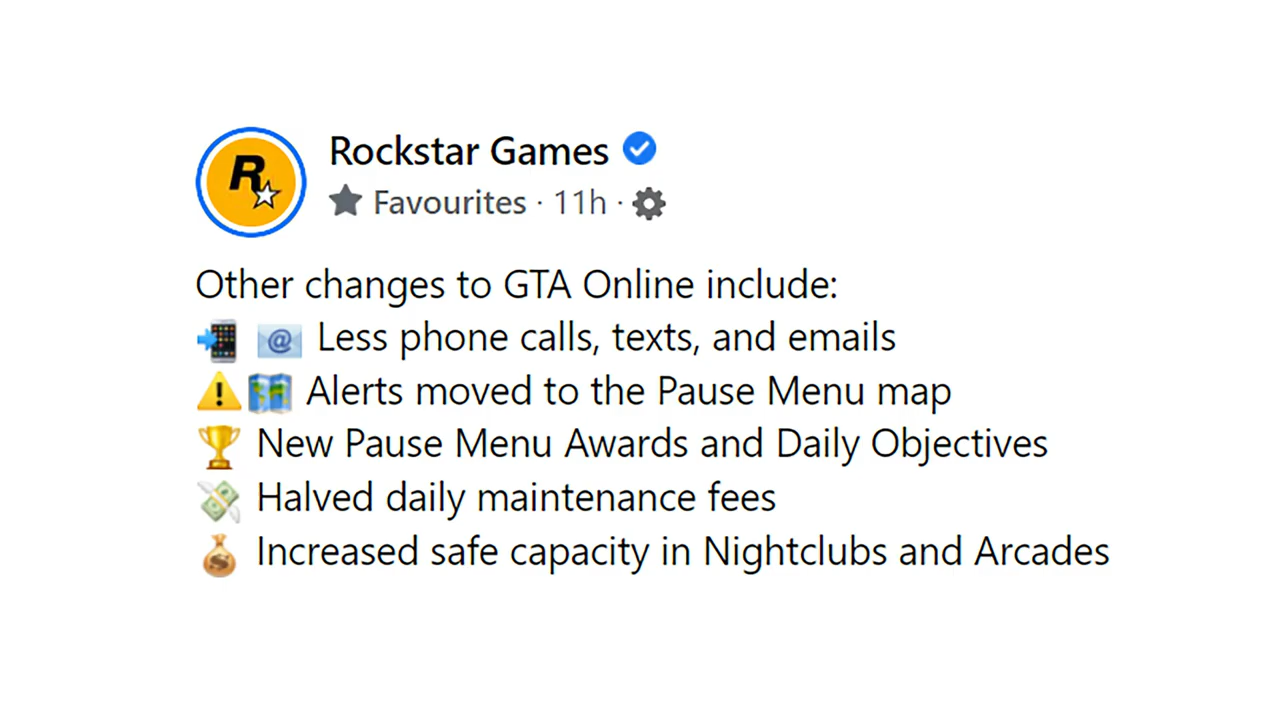 R
Rockstar Games
Favourites · 11h ·
Other changes to GTA Online include:
📲 📧 Less phone calls, texts, and emails
⚠️🗺️ Alerts moved to the Pause Menu map
🏆 New Pause Menu Awards and Daily Objectives
💸 Halved daily maintenance fees
💰 Increased safe capacity in Nightclubs and Arcades